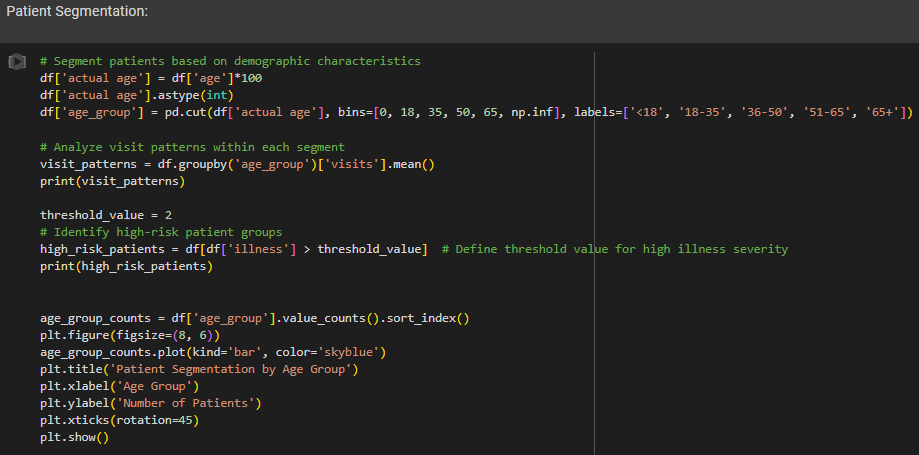 Patient Segmentation:
# Segment patients based on demographic characteristics
df['actual age'] = df['age']*100
df['actual age'].astype(int)
df['age_group'] = pd.cut(df['actual age'], bins=[0, 18, 35, 50, 65, np.inf], labels=['<18', '18-35', '36-50', '51-65', '65+'])
# Analyze visit patterns within each segment
visit_patterns = df.groupby('age_group')['visits'].mean()
print(visit_patterns)
threshold_value = 2
# Identify high-risk patient groups
high_risk_patients = df[df['illness'] > threshold_value]  # Define threshold value for high illness severity
print(high_risk_patients)
age_group_counts = df['age_group'].value_counts().sort_index()
plt.figure(figsize=(8, 6))
age_group_counts.plot(kind='bar', color='skyblue')
plt.title('Patient Segmentation by Age Group')
plt.xlabel('Age Group')
plt.ylabel('Number of Patients')
plt.xticks(rotation=45)
plt.show()